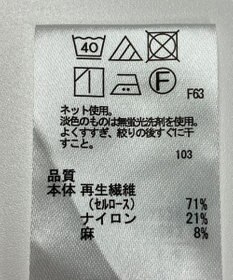 40
F
F63
ネット使用。
淡色のものは無蛍光洗剤を使用。
よくすすぎ、絞りの後すぐに干
すこと。
103
品質
本体 再生繊維
(セルロース) 71%
ナイロン 21%
麻 8%